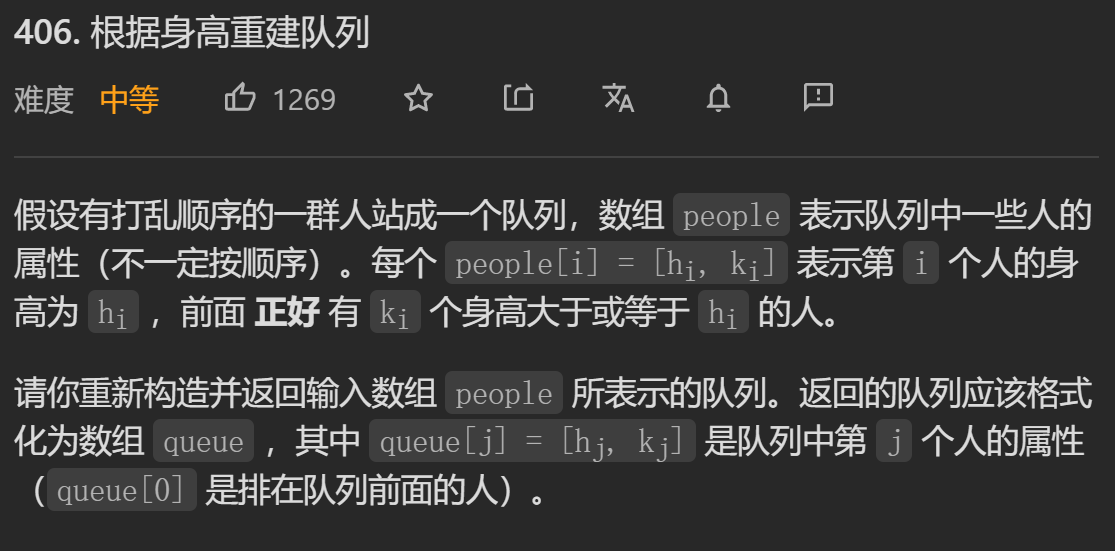 406. 根据身高重建队列
难度 中等 1269
假设有打乱顺序的一群人站成一个队列，数组 people 表示队列中一些人的
属性（不一定按顺序）。每个 people[i] = [hi, ki] 表示第 i 个人的身
高为 hi ，前面 正好 有 ki 个身高大于或等于 hi 的人。
请你重新构造并返回输入数组 people 所表示的队列。返回的队列应该格式
化为数组 queue ，其中 queue[j] = [hj, kj] 是队列中第 j 个人的属性
（queue[0] 是排在队列前面的人）。